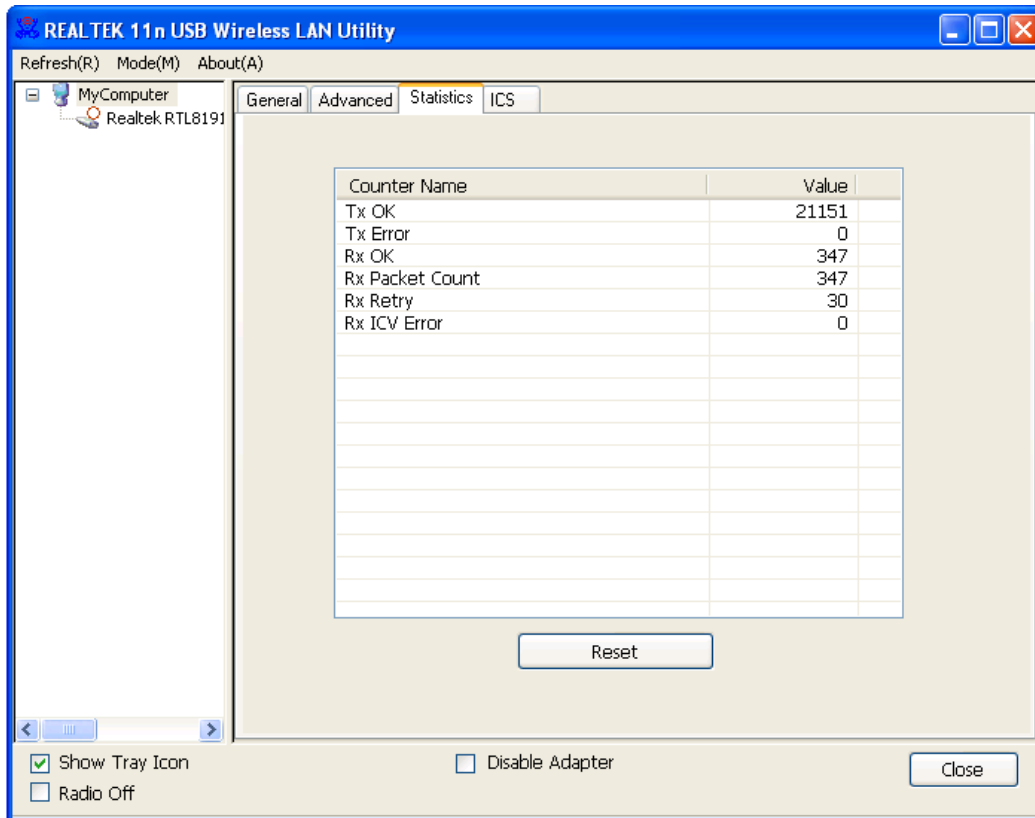 REALTEK 11n USB Wireless LAN Utility
Refresh(R) Mode(M) About(A)
MyComputer
Realtek RTL8191
General Advanced Statistics ICS
Counter Name Value
Tx OK 21151
Tx Error 0
Rx OK 347
Rx Packet Count 347
Rx Retry 30
Rx ICV Error 0
Reset
Show Tray Icon
Disable Adapter
Close
Radio Off